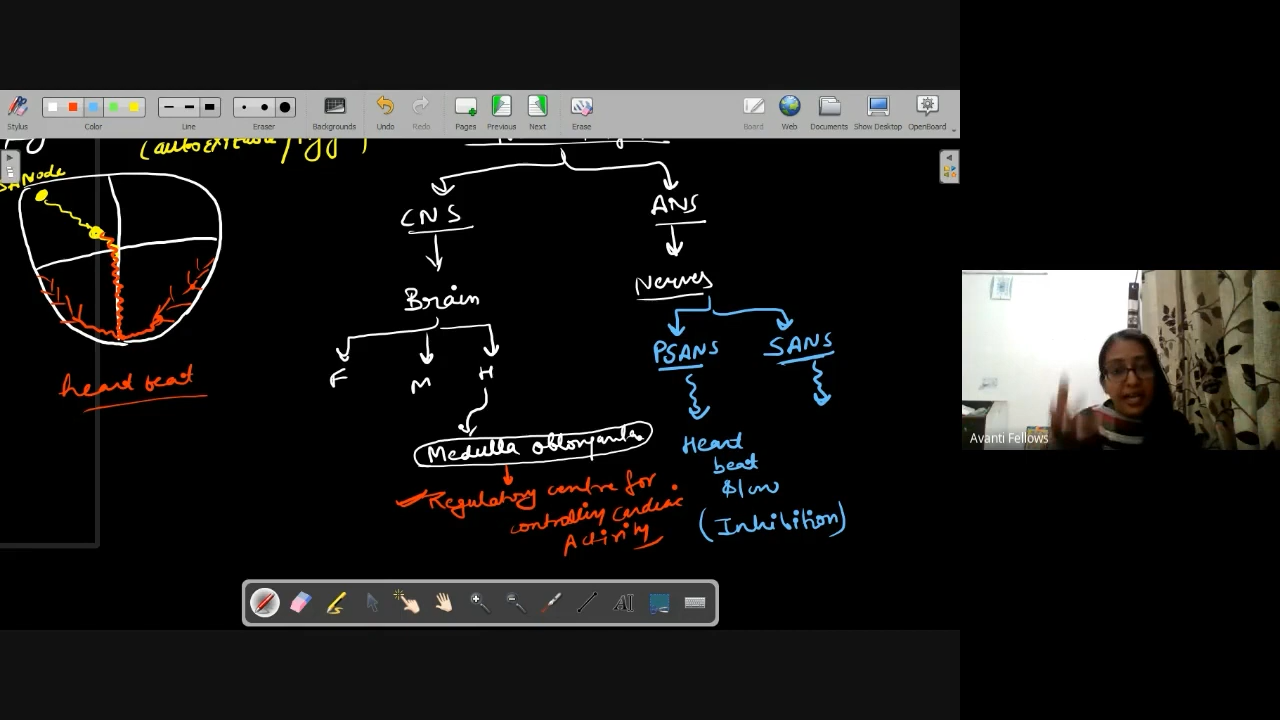 Stylus
Color
Line
Eraser
Backgrounds
Undo
Redo
Pages
Previous
Next
Erase
Board
Web
Documents
Show Desktop
OpenBoard
Node
heart beat
CNS
ANS
Brain
Nerves
F
M
H
PSANS
SANS
Medulla oblongata
Regulatory centre for
controlling cardiac
Activity
Heart
beat
slow
(Inhibition)
Avanti Fellows
AI